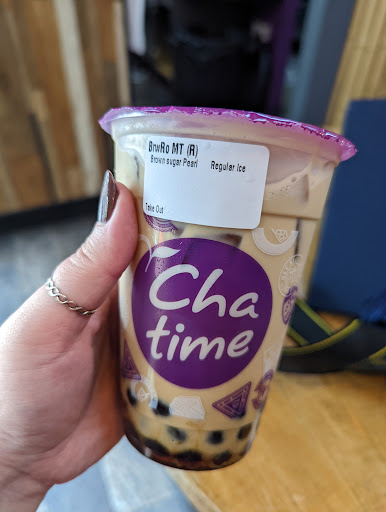 BrwRo MT (R)
Brown sugar Pearl Regular Ice
Take Out
Cha
time